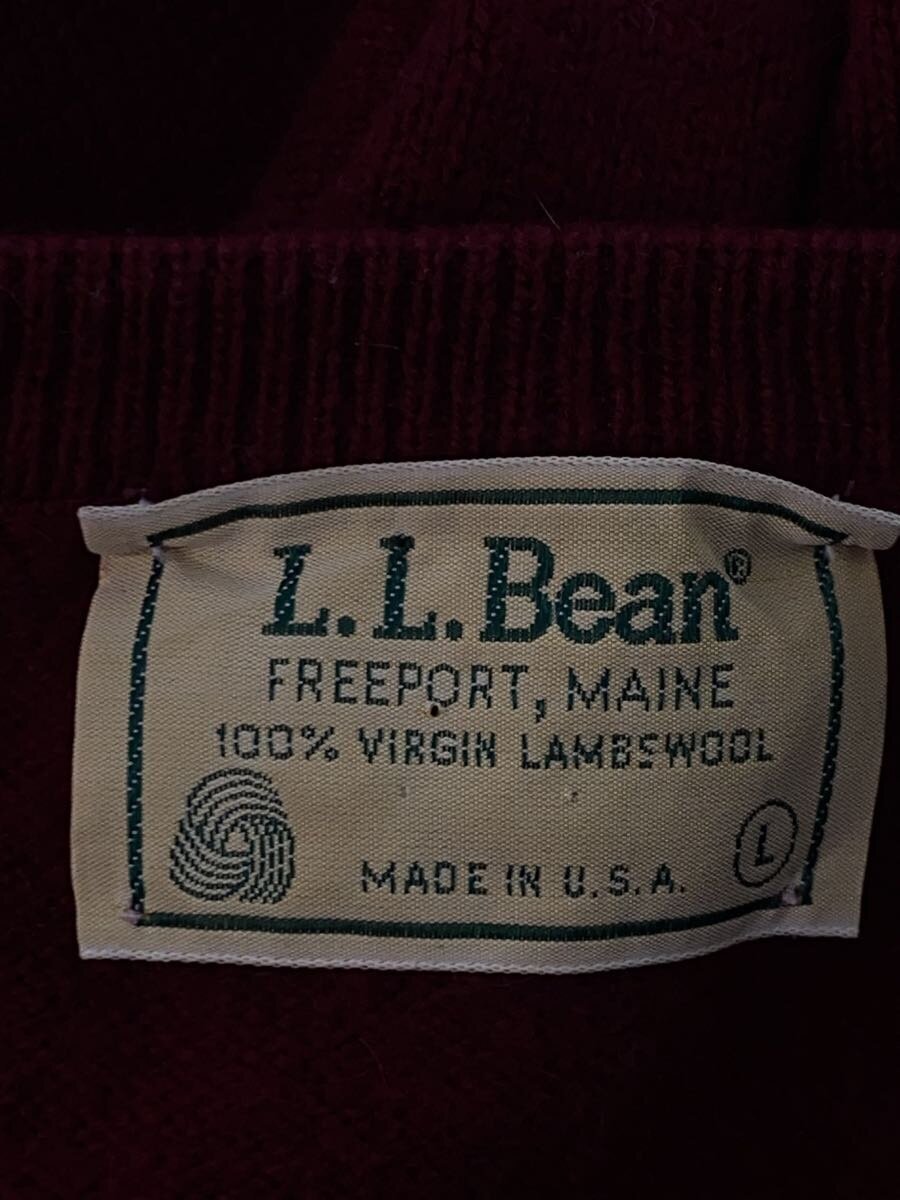 L.L.Bean®
FREEPORT, MAINE
100% VIRGIN LAMBSWOOL
MADE IN U.S.A.
L